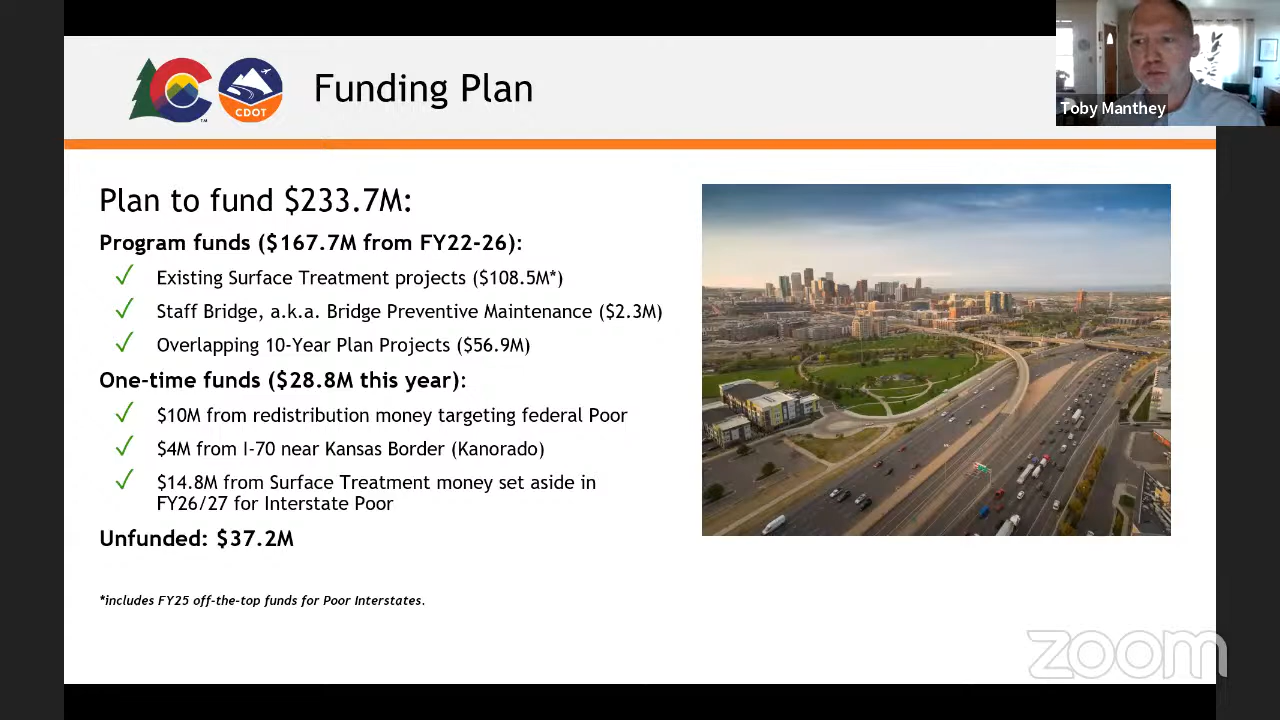 Funding Plan
CDOT
TM
Toby Manthey
Plan to fund $233.7M:
Program funds ($167.7M from FY22-26):
✓ Existing Surface Treatment projects ($108.5M*)
✓ Staff Bridge, a.k.a. Bridge Preventive Maintenance ($2.3M)
✓ Overlapping 10-Year Plan Projects ($56.9M)
One-time funds ($28.8M this year):
✓ $10M from redistribution money targeting federal Poor
✓ $4M from I-70 near Kansas Border (Kanorado)
✓ $14.8M from Surface Treatment money set aside in
FY26/27 for Interstate Poor
Unfunded: $37.2M
*includes FY25 off-the-top funds for Poor Interstates.
zoom